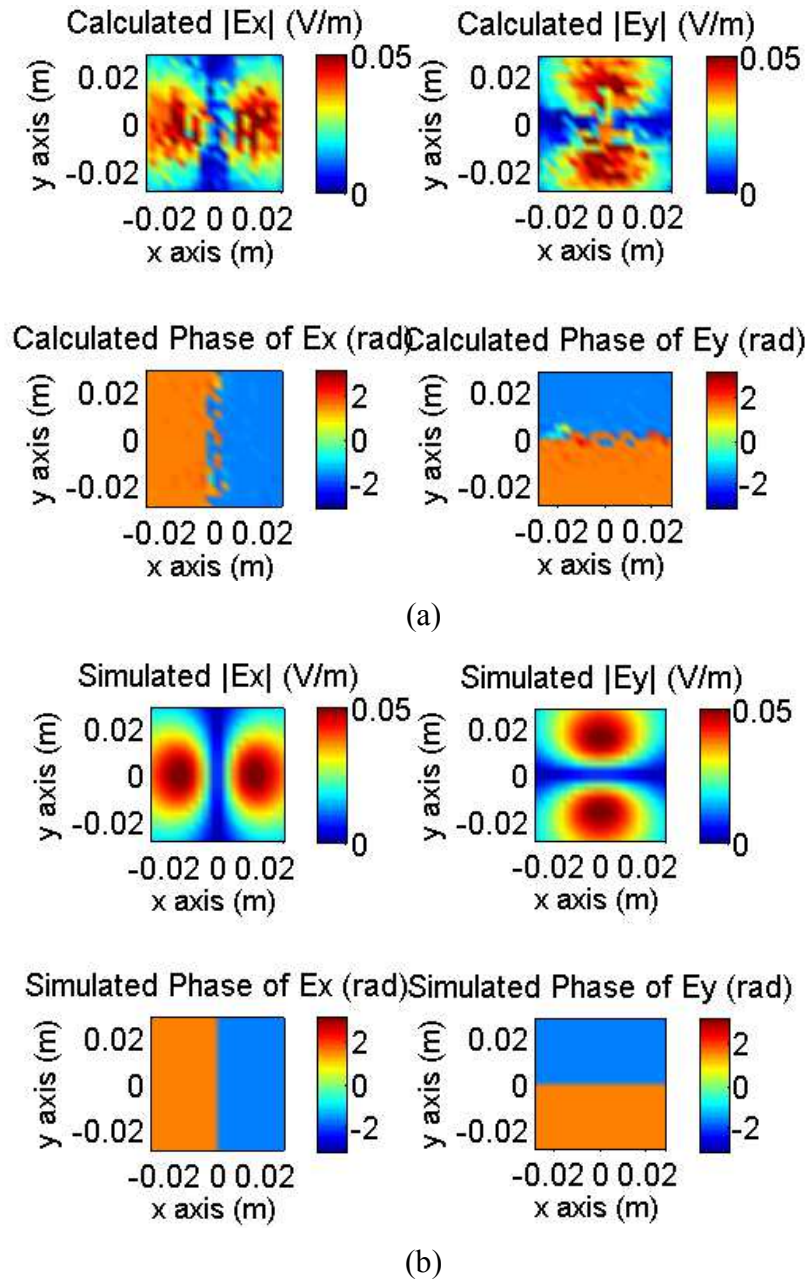 Calculated |Ex| (V/m)
Calculated |Ey| (V/m)
y axis (m)
0.02
0
-0.02
-0.02 0 0.02
x axis (m)
0.05
0
y axis (m)
0.02
0
-0.02
-0.02 0 0.02
x axis (m)
0.05
0
Calculated Phase of Ex (rad)
Calculated Phase of Ey (rad)
y axis (m)
0.02
0
-0.02
-0.02 0 0.02
x axis (m)
2
0
-2
y axis (m)
0.02
0
-0.02
-0.02 0 0.02
x axis (m)
2
0
-2
(a)
Simulated |Ex| (V/m)
Simulated |Ey| (V/m)
y axis (m)
0.02
0
-0.02
-0.02 0 0.02
x axis (m)
0.05
0
y axis (m)
0.02
0
-0.02
-0.02 0 0.02
x axis (m)
0.05
0
Simulated Phase of Ex (rad)
Simulated Phase of Ey (rad)
y axis (m)
0.02
0
-0.02
-0.02 0 0.02
x axis (m)
2
0
-2
y axis (m)
0.02
0
-0.02
-0.02 0 0.02
x axis (m)
2
0
-2
(b)